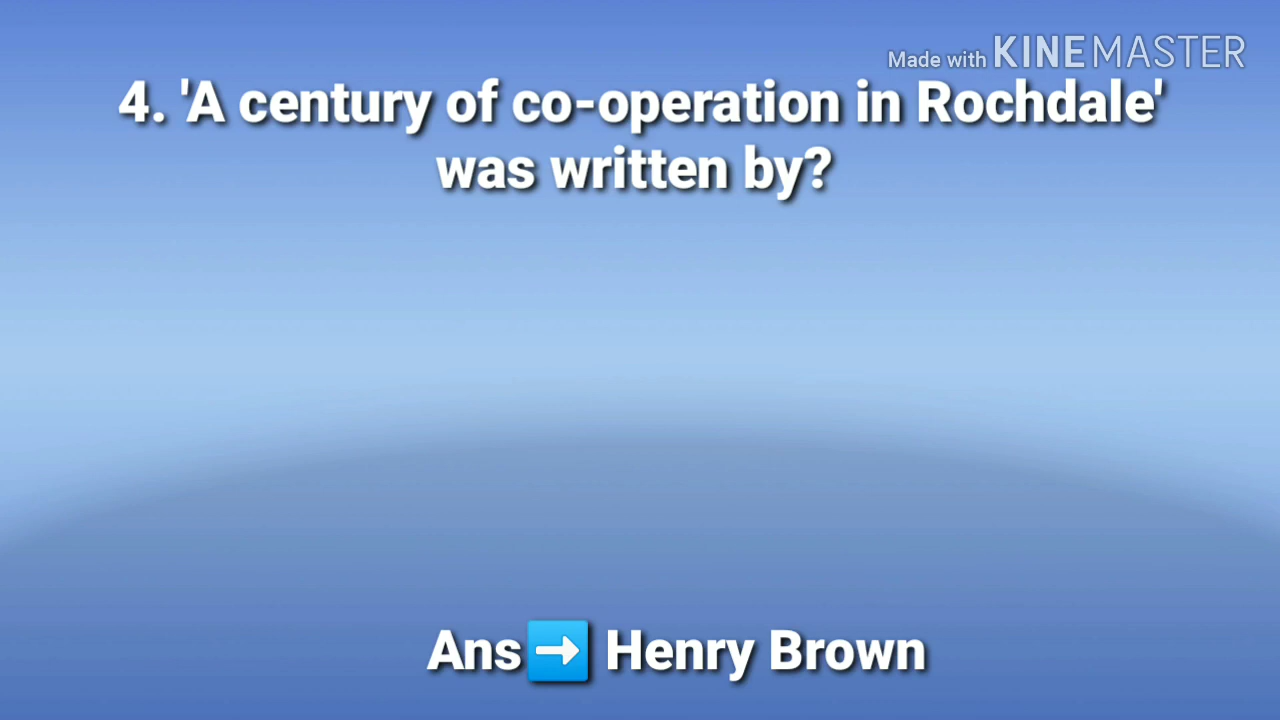 Made with KINEMASTER
4. 'A century of co-operation in Rochdale'
was written by?
Ans➡ Henry Brown